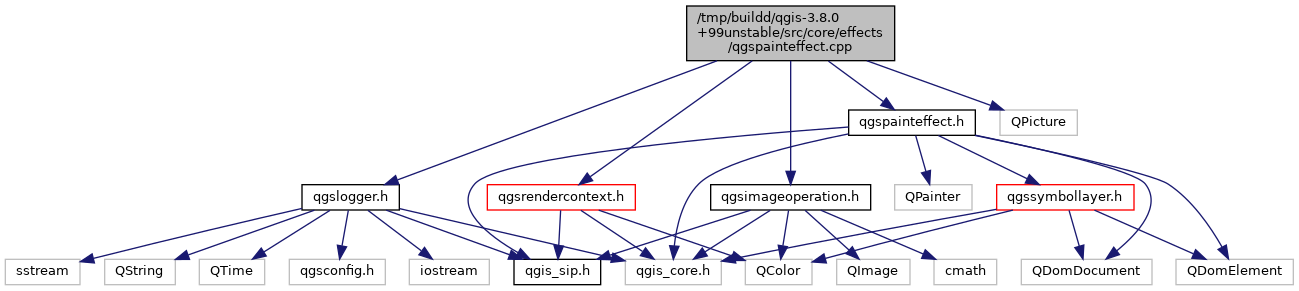 /tmp/buildd/qgis-3.8.0
+99unstable/src/core/effects
/qgspainteffect.cpp
qgspainteffect.h
QPicture
qgslogger.h
qgsrendercontext.h
qgsimageoperation.h
QPainter
qgssymbollayer.h
sstream
QString
QTime
qgsconfig.h
iostream
qgis_sip.h
qgis_core.h
QColor
QImage
cmath
QDomDocument
QDomElement